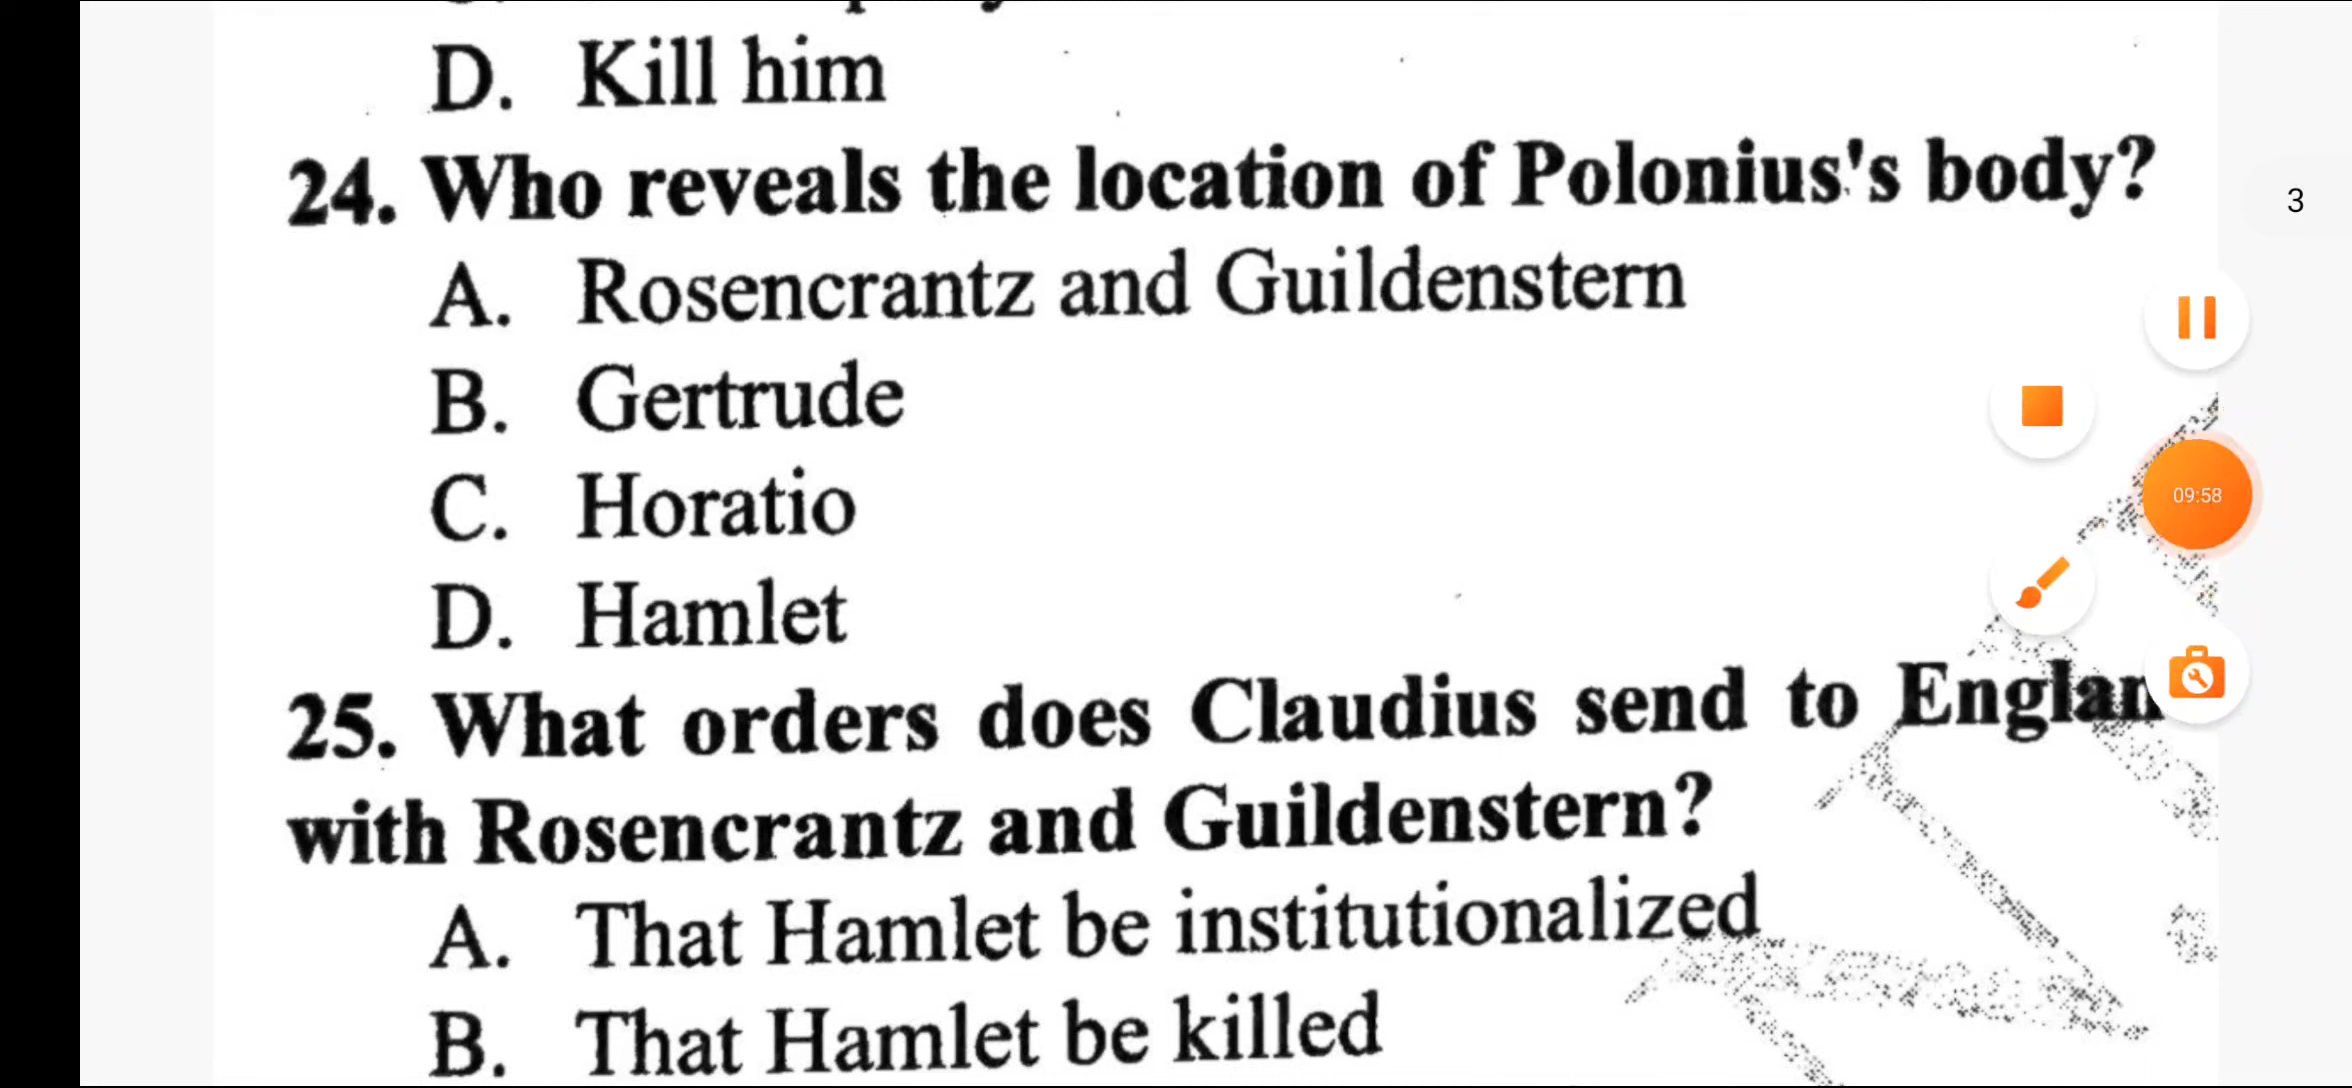 D. Kill him
24. Who reveals the location of Polonius's body?
A. Rosencrantz and Guildenstern
B. Gertrude
C. Horatio
D. Hamlet
25. What orders does Claudius send to Englan
with Rosencrantz and Guildenstern?
A. That Hamlet be institutionalized
B. That Hamlet be killed
3
09:58